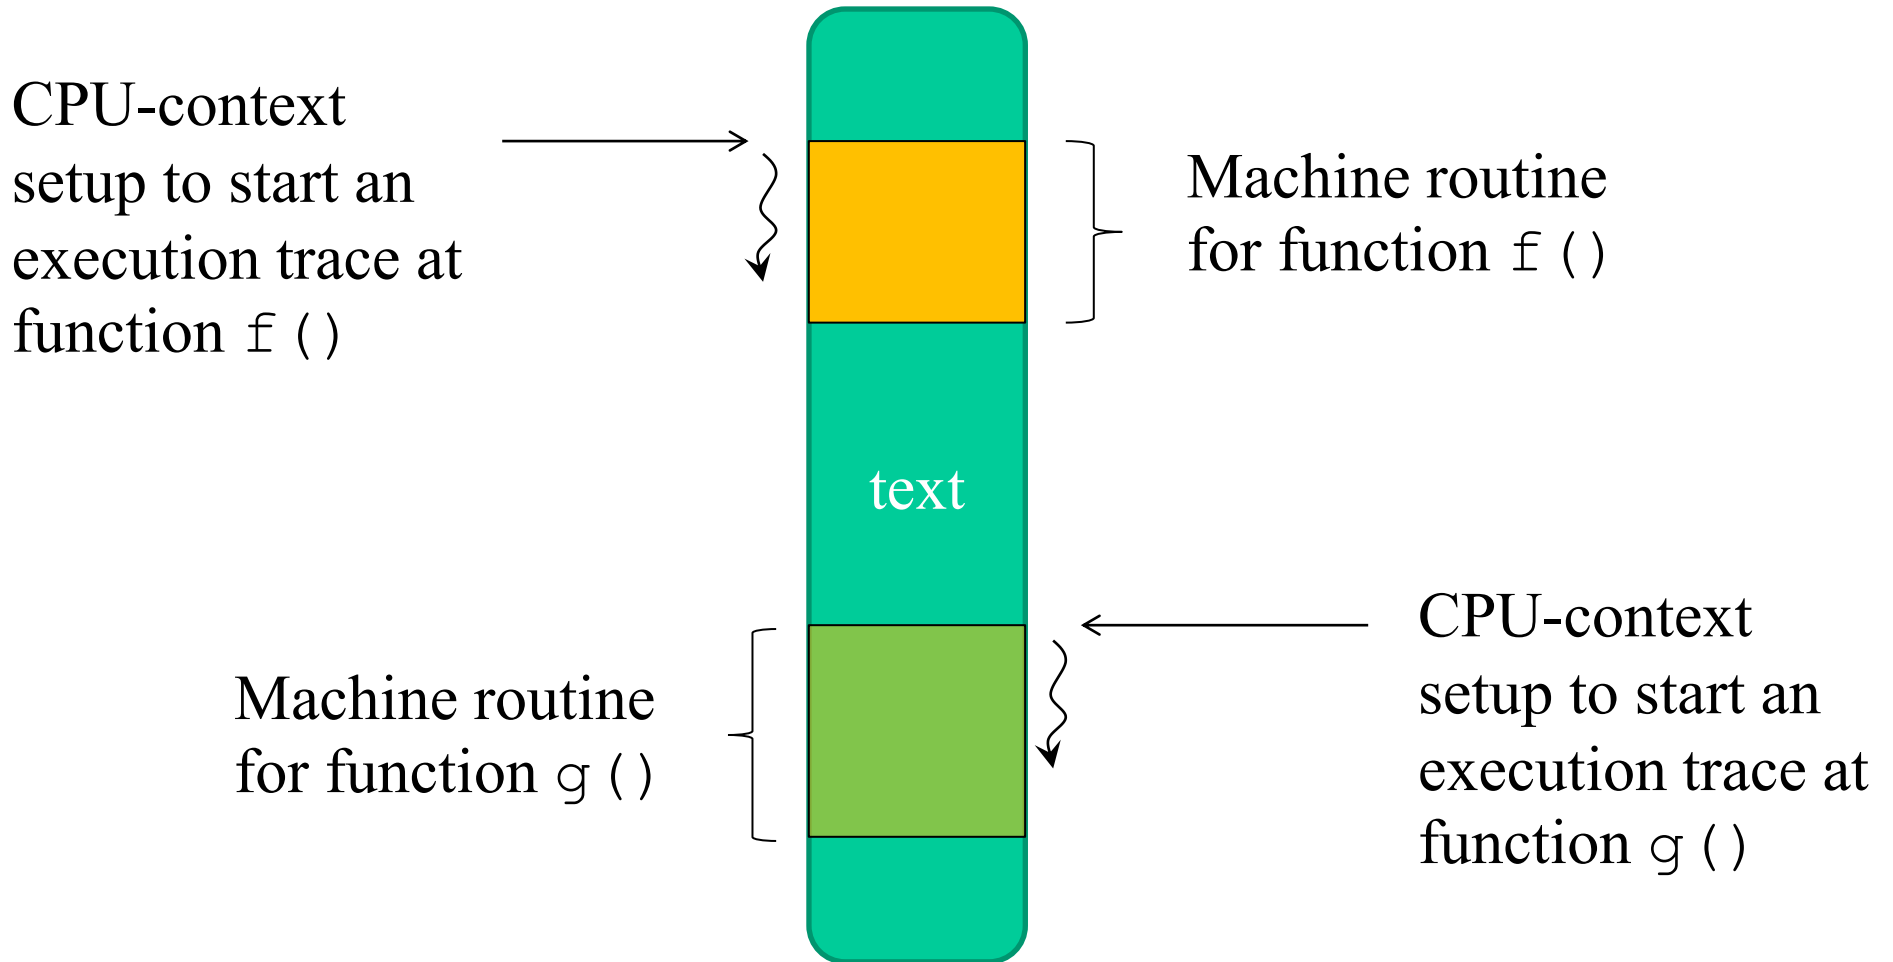 CPU-context
setup to start an
execution trace at
function f()
Machine routine
for function f()
text
Machine routine
for function g()
CPU-context
setup to start an
execution trace at
function g()